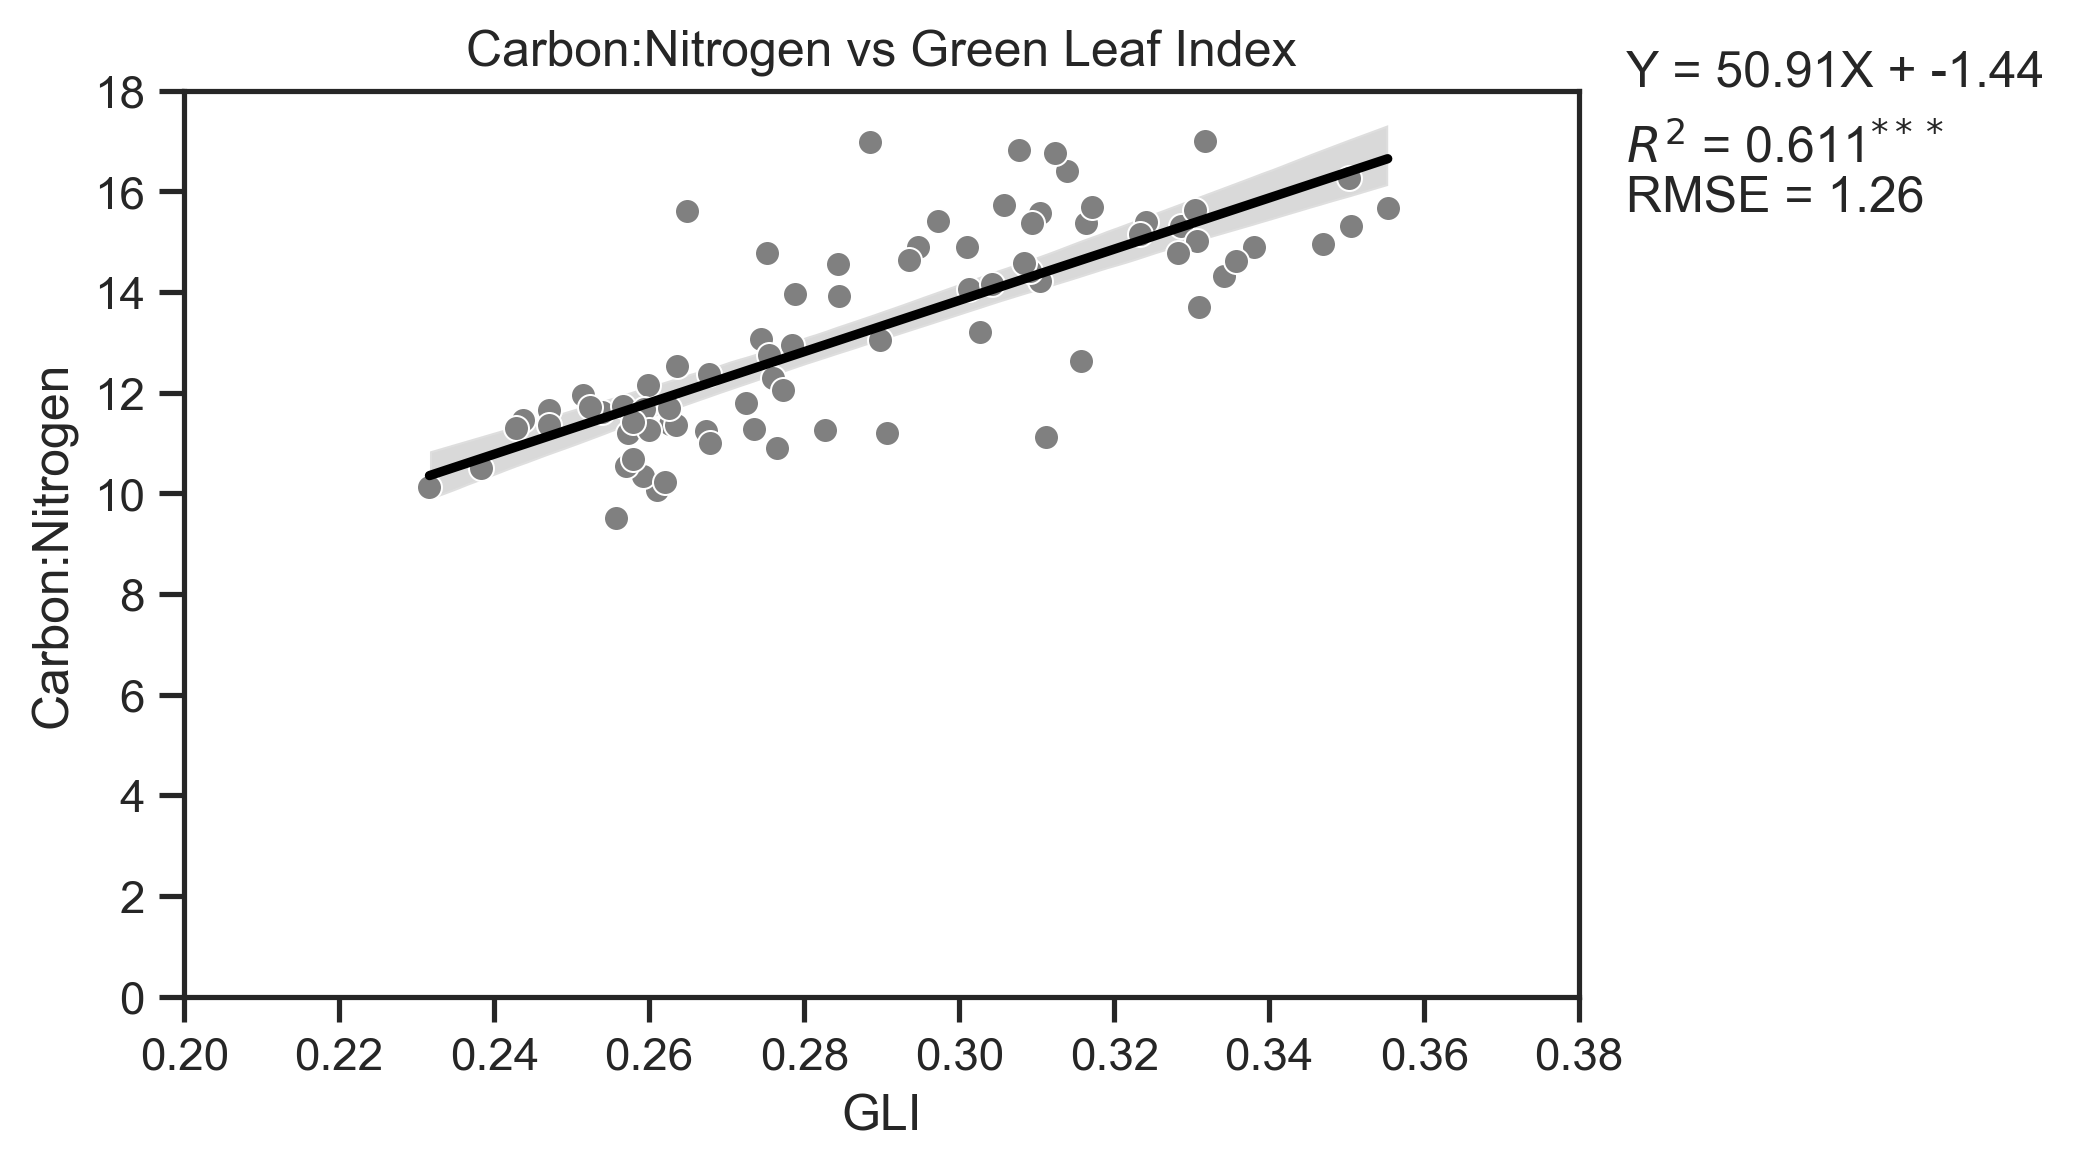 Carbon:Nitrogen vs Green Leaf Index
Y = 50.91X + -1.44
R² = 0.611***
RMSE = 1.26
Carbon:Nitrogen
18
16
14
12
10
8
6
4
2
0
0.20 0.22 0.24 0.26 0.28 0.30 0.32 0.34 0.36 0.38
GLI